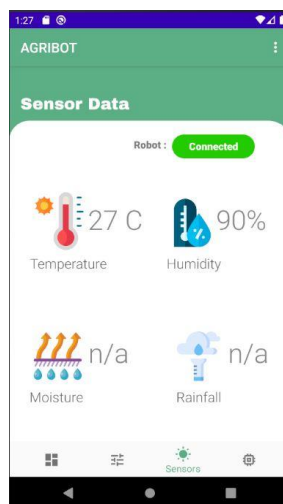 1:27
AGRIBOT
Sensor Data
Robot : Connected
27 C 90%
Temperature Humidity
n/a n/a
Moisture Rainfall
Sensors